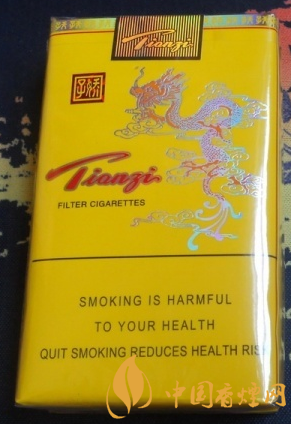 Tianzi
Tianzi
FILTER CIGARETTES
SMOKING IS HARMFUL
TO YOUR HEALTH
QUIT SMOKING REDUCES HEALTH RIS
中国香烟网